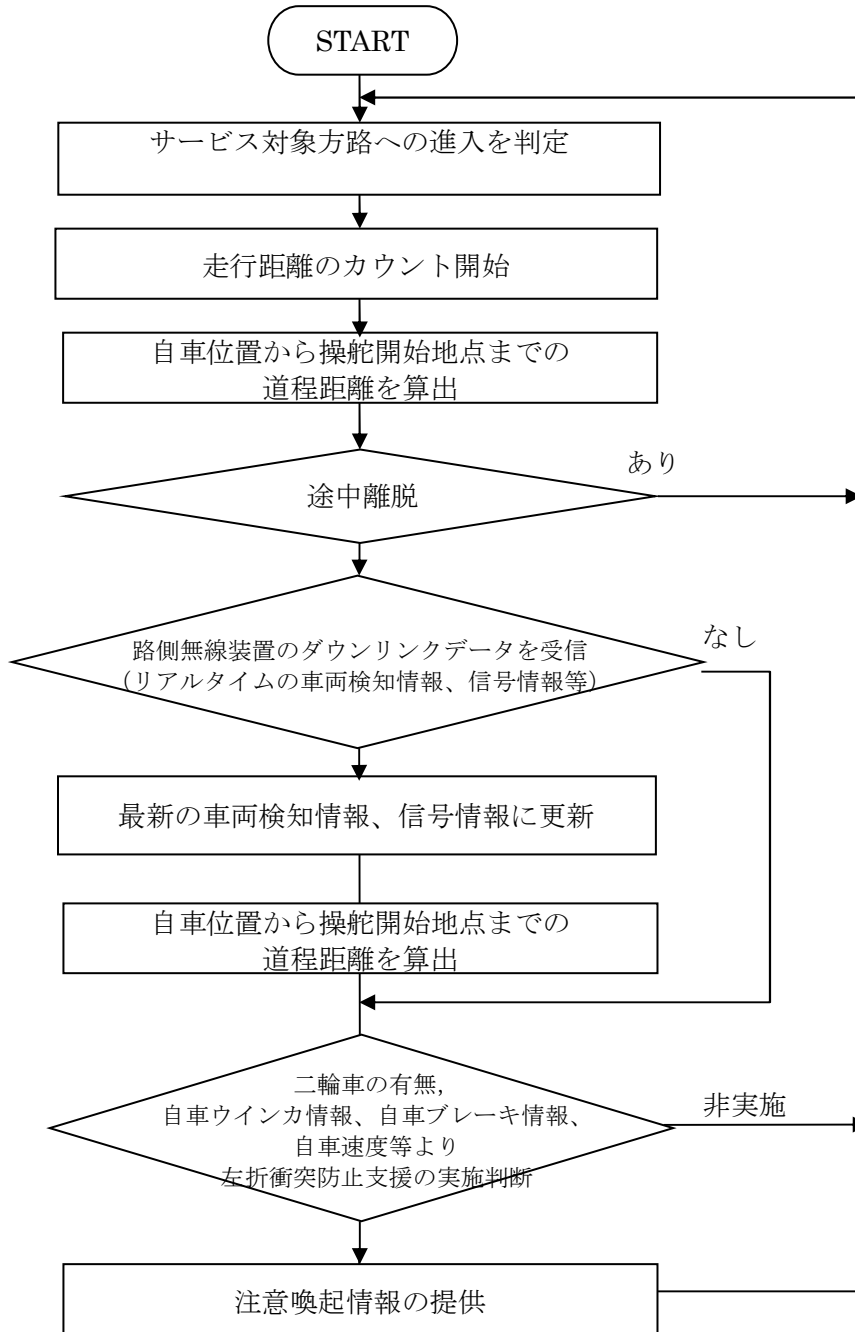 START
サービス対象方路への進入を判定
走行距離のカウント開始
自車位置から操舵開始地点までの
道程距離を算出
途中離脱
あり
路側無線装置のダウンリンクデータを受信
(リアルタイムの車両検知情報、信号情報等)
なし
最新の車両検知情報、信号情報に更新
自車位置から操舵開始地点までの
道程距離を算出
二輪車の有無,
自車ウインカ情報、自車ブレーキ情報、
自車速度等より
左折衝突防止支援の実施判断
非実施
注意喚起情報の提供